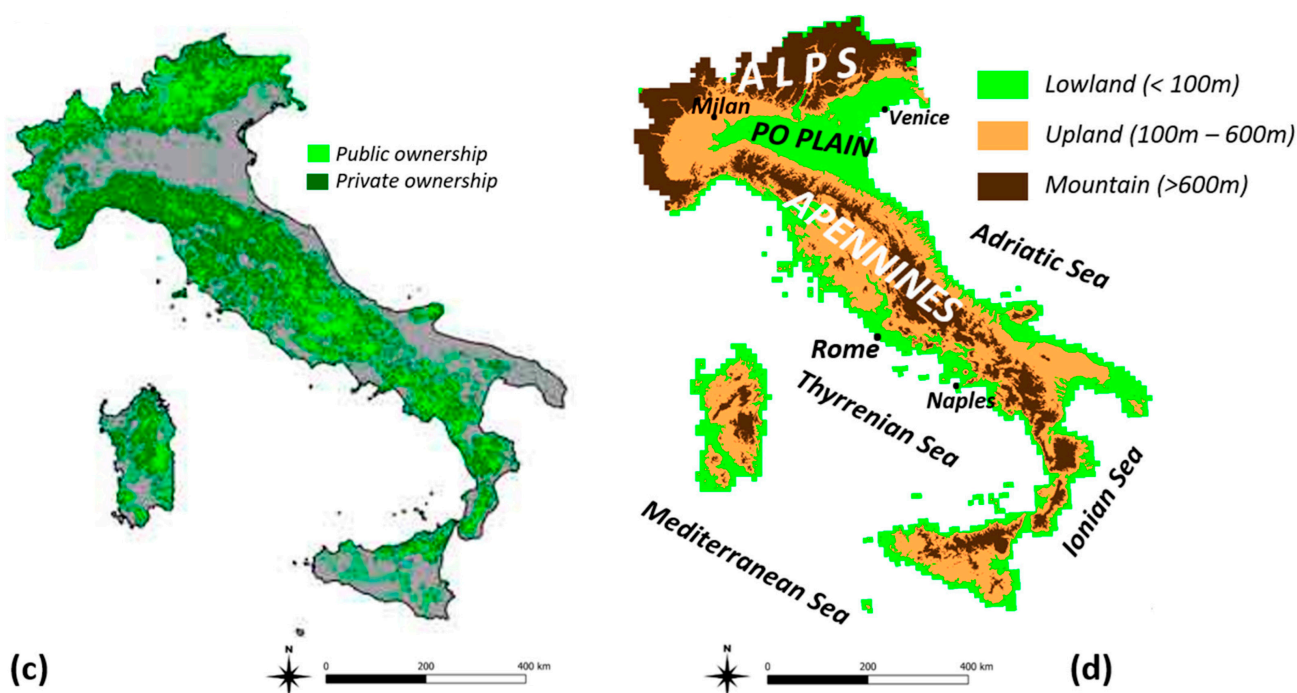 Public ownership
Private ownership
N
0 200 400 km
(c)
ALPS
Milan
Venice
PO PLAIN
APENNINES
Adriatic Sea
Rome
Naples
Thyrrenian Sea
Ionian Sea
Mediterranean Sea
Lowland (< 100m)
Upland (100m – 600m)
Mountain (>600m)
N
0 200 400 km
(d)